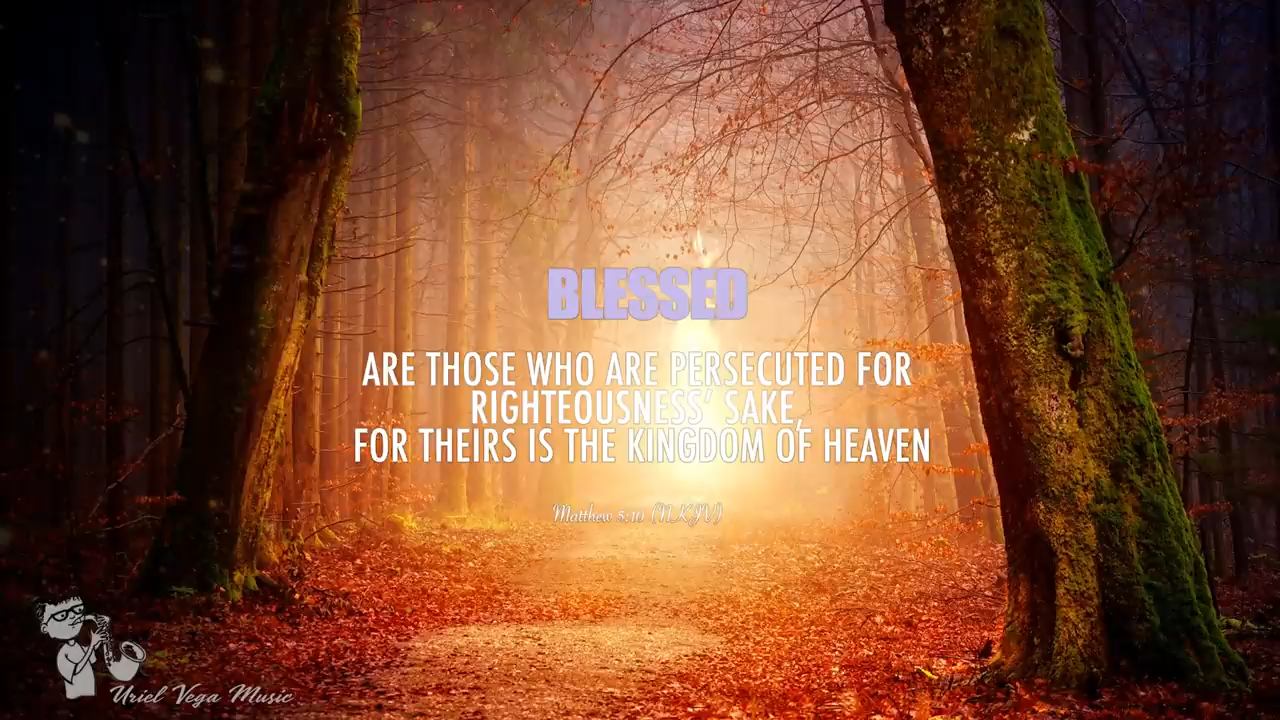 BLESSED
ARE THOSE WHO ARE PERSECUTED FOR
RIGHTEOUSNESS’ SAKE,
FOR THEIRS IS THE KINGDOM OF HEAVEN
Matthew 5:10 (NKJV)
Uriel Vega Music